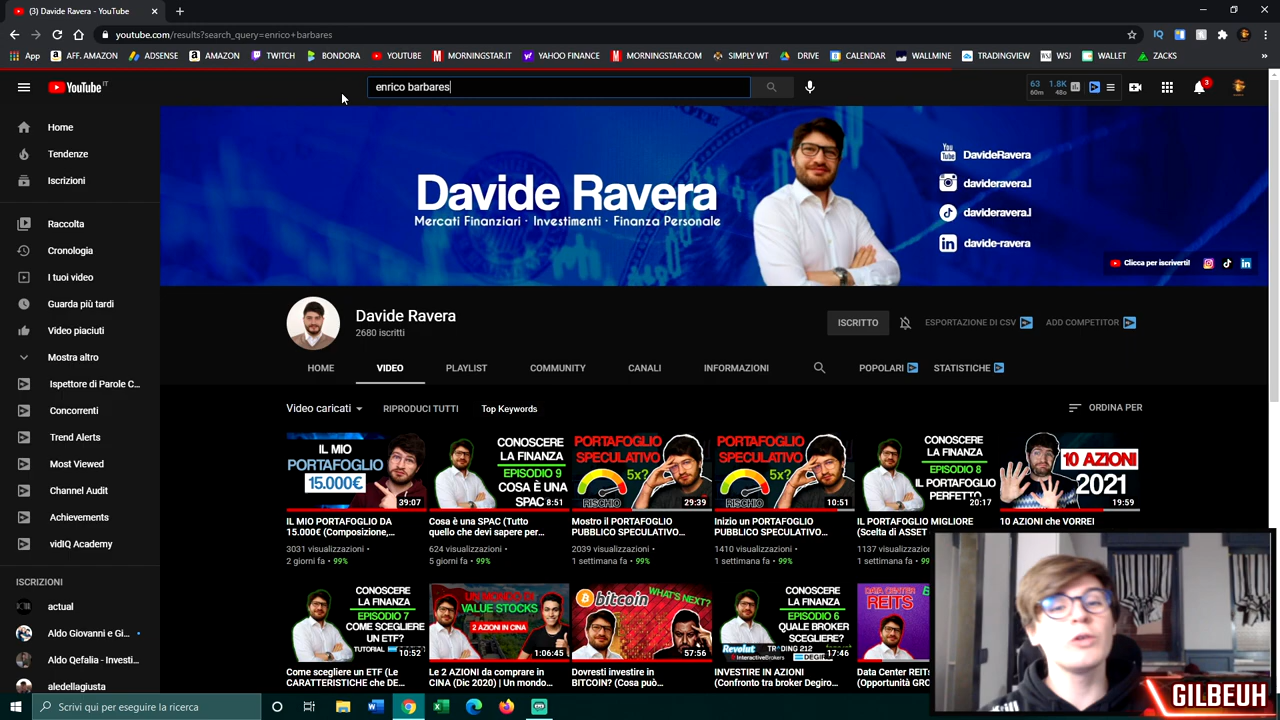 (3) Davide Ravera - YouTube
youtube.com/results?search_query=enrico+barbares
App
AFF. AMAZON
ADSENSE
AMAZON
TWITCH
BONDORA
YOUTUBE
MORNINGSTAR.IT
YAHOO FINANCE
MORNINGSTAR.COM
SIMPLY WT
DRIVE
CALENDAR
WALLMINE
TRADINGVIEW
WSJ
WALLET
ZACKS
YouTube IT
enrico barbares
63 1.8K
60m 48o
3
Home
Tendenze
Iscrizioni
Raccolta
Cronologia
I tuoi video
Guarda più tardi
Video piaciuti
Mostra altro
Ispettore di Parole C...
Concorrenti
Trend Alerts
Most Viewed
Channel Audit
Achievements
vidIQ Academy
ISCRIZIONI
actual
Aldo Giovanni e Gi...
Aldo Qefalia - Investi...
aledellagiusta
Davide Ravera
Mercati Finanziari · Investimenti · Finanza Personale
You Tube DavideRavera
davideravera.l
davideravera.l
davide-ravera
Clicca per iscriverti!
Davide Ravera
2680 iscritti
ISCRITTO
ESPORTAZIONE DI CSV
ADD COMPETITOR
HOME
VIDEO
PLAYLIST
COMMUNITY
CANALI
INFORMAZIONI
POPOLARI
STATISTICHE
Video caricati
RIPRODUCI TUTTI
Top Keywords
ORDINA PER
IL MIO
PORTAFOGLIO
15.000€
39:07
IL MIO PORTAFOGLIO DA
15.000€ (Composizione,...
3031 visualizzazioni •
2 giorni fa • 99%
CONOSCERE
LA FINANZA
EPISODIO 9
COSA È UNA
SPAC
8:51
Cosa è una SPAC (Tutto
quello che devi sapere per...
624 visualizzazioni •
5 giorni fa • 99%
PORTAFOGLIO
SPECULATIVO
5x?
RISCHIO
29:39
Mostro il PORTAFOGLIO
PUBBLICO SPECULATIVO...
2039 visualizzazioni •
1 settimana fa • 99%
PORTAFOGLIO
SPECULATIVO
5x?
RISCHIO
10:51
Inizio un PORTAFOGLIO
PUBBLICO SPECULATIVO...
1410 visualizzazioni •
1 settimana fa • 99%
CONOSCERE
LA FINANZA
EPISODIO 8
IL PORTAFOGLIO
PERFETTO
20:17
IL PORTAFOGLIO MIGLIORE
(Scelta di ASSET
1137 visualizzazioni •
1 settimana fa • 99%
10 AZIONI
2021
19:59
10 AZIONI che VORREI
CONOSCERE
LA FINANZA
EPISODIO 7
COME SCEGLIERE
UN ETF?
TUTORIAL
10:52
Come scegliere un ETF (Le
CARATTERISTICHE che DE...
UN MONDO DI
VALUE STOCKS
2 AZIONI IN CINA
1:06:45
Le 2 AZIONI da comprare in
CINA (Dic 2020) | Un mondo...
bitcoin
WHAT'S NEXT?
57:56
Dovresti investire in
BITCOIN? (Cosa può...
CONOSCERE
LA FINANZA
EPISODIO 6
QUALE BROKER
SCEGLIERE?
Revolut TRADING 212
InteractiveBrokers DEGIRO
17:46
INVESTIRE IN AZIONI
(Confronto tra broker Degiro...
DATA CENTER
REITS
Data Center REITs
(Opportunità GRO
GILBEUH
Scrivi qui per eseguire la ricerca